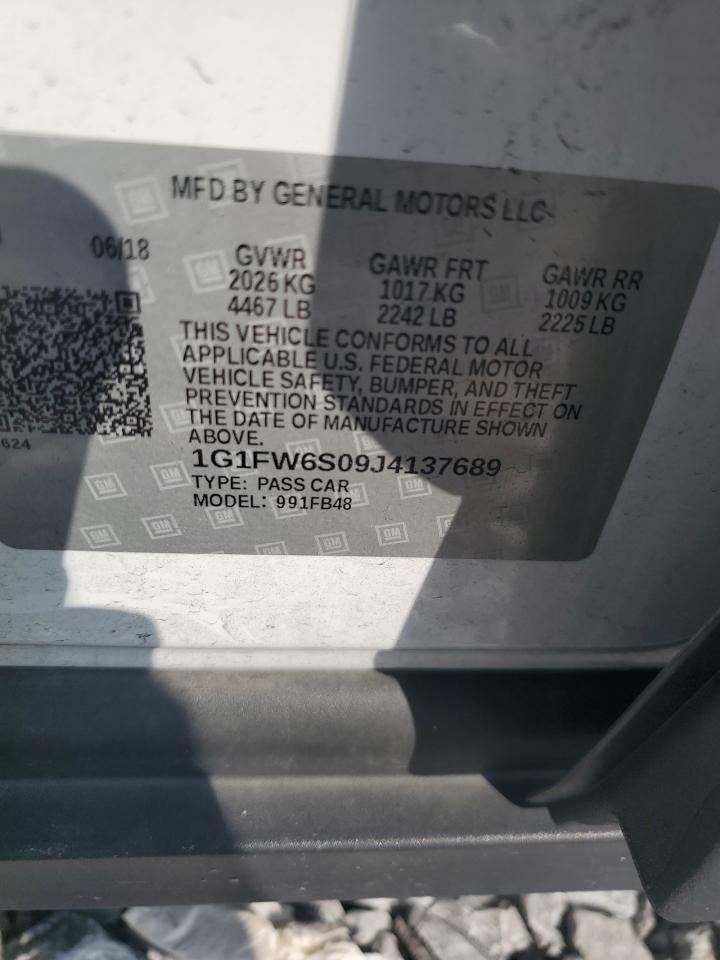 MFD BY GENERAL MOTORS LLC
06/18
GVWR GAWR FRT GAWR RR
2026 KG 1017 KG 1009 KG
4467 LB 2242 LB 2225 LB
THIS VEHICLE CONFORMS TO ALL
APPLICABLE U.S. FEDERAL MOTOR
VEHICLE SAFETY, BUMPER, AND THEFT
PREVENTION STANDARDS IN EFFECT ON
THE DATE OF MANUFACTURE SHOWN
ABOVE.
624
1G1FW6S09J4137689
TYPE: PASS CAR
MODEL: 991FB48